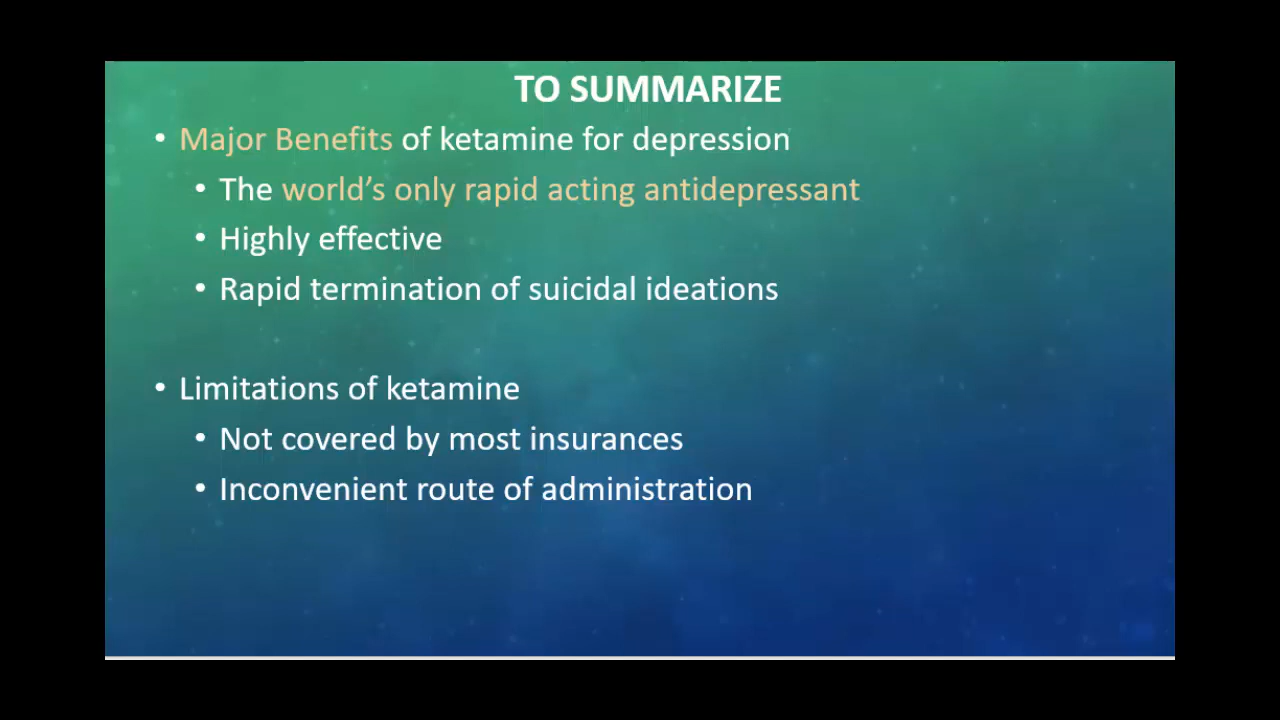 TO SUMMARIZE
• Major Benefits of ketamine for depression
• The world's only rapid acting antidepressant
• Highly effective
• Rapid termination of suicidal ideations
• Limitations of ketamine
• Not covered by most insurances
• Inconvenient route of administration